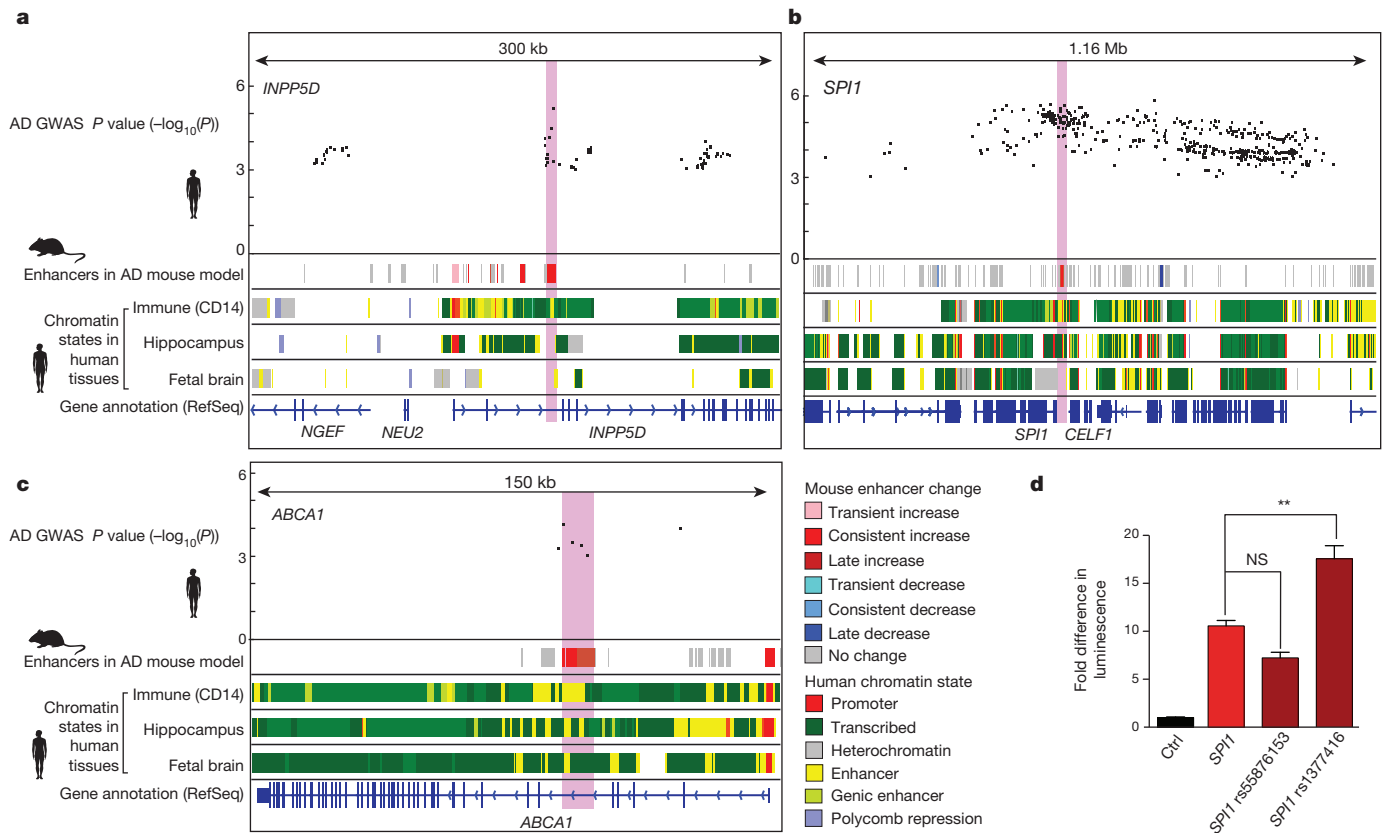 a
300 kb
INPP5D
6
3
0
AD GWAS P value (−log10(P))
Enhancers in AD mouse model
Chromatin states in human tissues
Immune (CD14)
Hippocampus
Fetal brain
Gene annotation (RefSeq)
NGEF
NEU2
INPP5D
b
1.16 Mb
SPI1
6
3
0
SPI1
CELF1
c
150 kb
ABCA1
6
3
0
AD GWAS P value (−log10(P))
Enhancers in AD mouse model
Chromatin states in human tissues
Immune (CD14)
Hippocampus
Fetal brain
Gene annotation (RefSeq)
ABCA1
Mouse enhancer change
Transient increase
Consistent increase
Late increase
Transient decrease
Consistent decrease
Late decrease
No change
Human chromatin state
Promoter
Transcribed
Heterochromatin
Enhancer
Genic enhancer
Polycomb repression
d
Fold difference in
luminescence
20
15
10
5
0
**
NS
Ctrl
SPI1
SPI1 rs55876153
SPI1 rs1377416